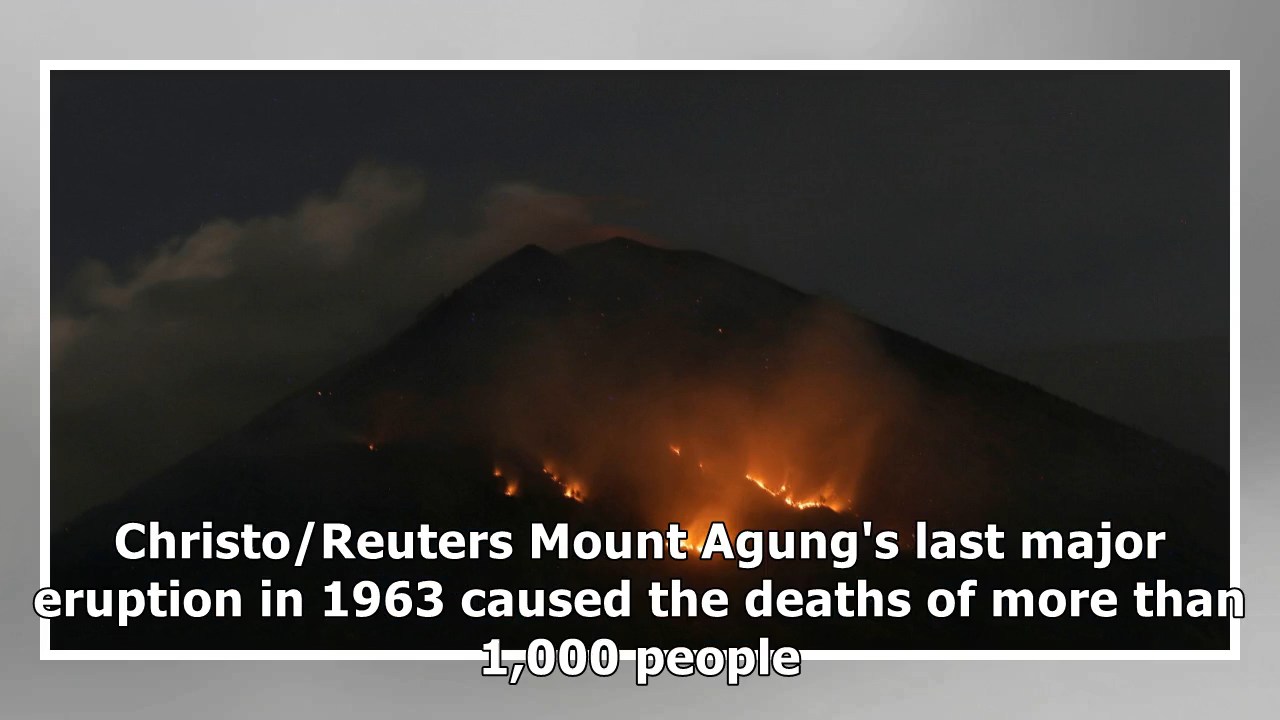 Christo/Reuters Mount Agung's last major
eruption in 1963 caused the deaths of more than
1,000 people